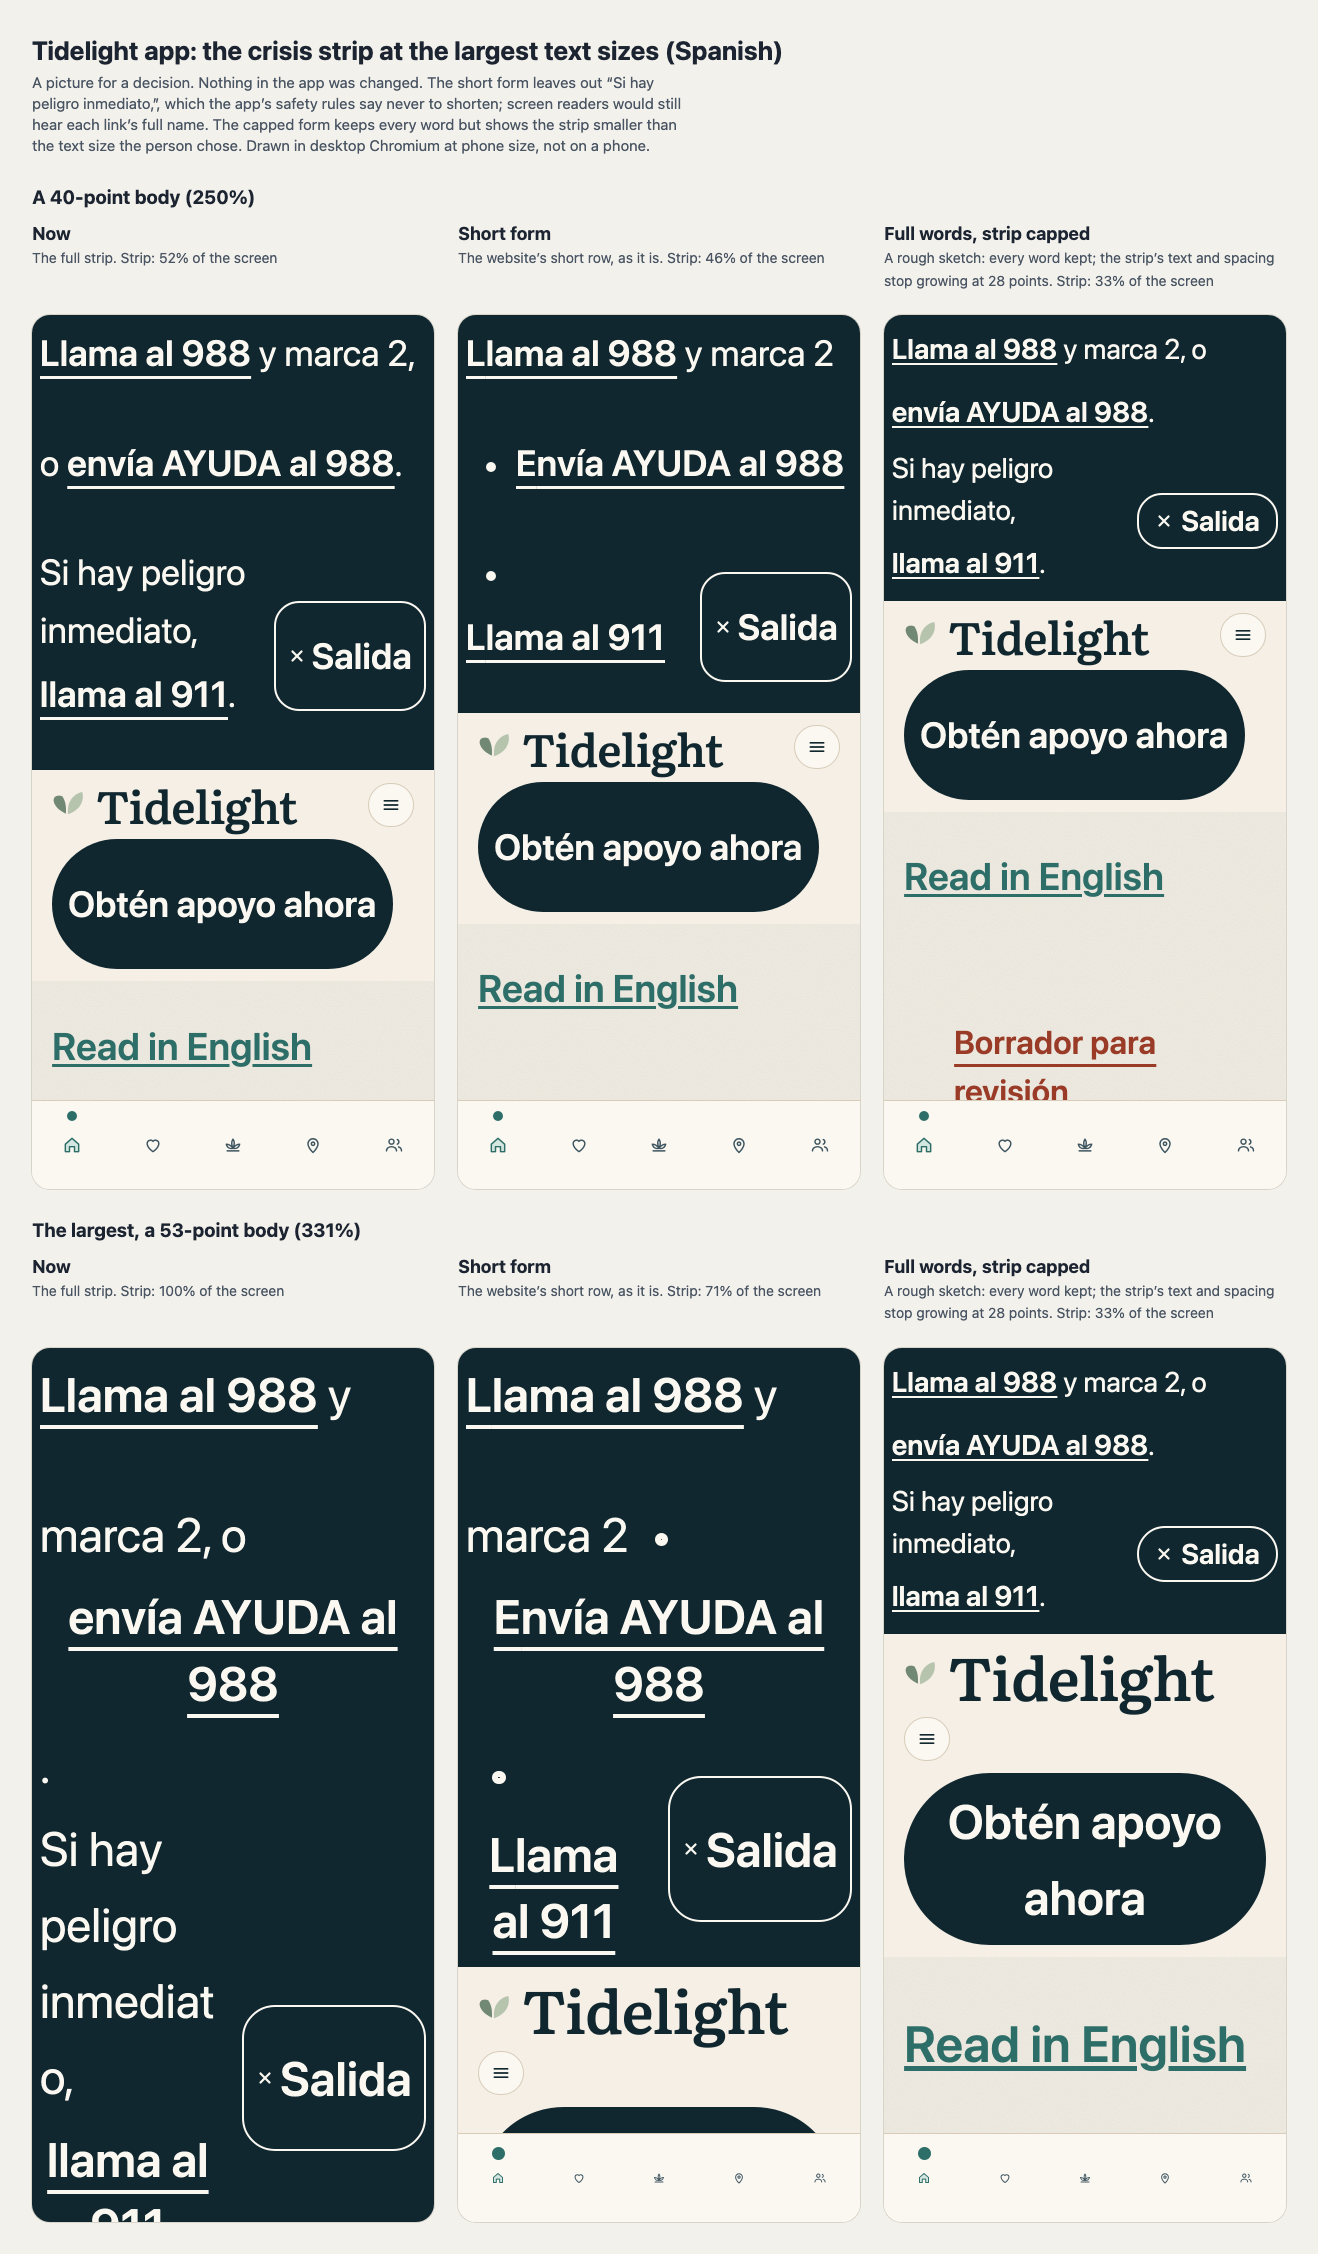 Tidelight app: the crisis strip at the largest text sizes (Spanish)
A picture for a decision. Nothing in the app was changed. The short form leaves out “Si hay
peligro inmediato,”, which the app’s safety rules say never to shorten; screen readers would still
hear each link’s full name. The capped form keeps every word but shows the strip smaller than
the text size the person chose. Drawn in desktop Chromium at phone size, not on a phone.
A 40-point body (250%)
Now
The full strip. Strip: 52% of the screen
Llama al 988 y marca 2,
o envía AYUDA al 988.
Si hay peligro
inmediato,
llama al 911.
× Salida
Tidelight
Obtén apoyo ahora
Read in English
Short form
The website’s short row, as it is. Strip: 46% of the screen
Llama al 988 y marca 2
• Envía AYUDA al 988
•
Llama al 911
× Salida
Tidelight
Obtén apoyo ahora
Read in English
Full words, strip capped
A rough sketch: every word kept; the strip’s text and spacing
stop growing at 28 points. Strip: 33% of the screen
Llama al 988 y marca 2, o
envía AYUDA al 988.
Si hay peligro
inmediato,
llama al 911.
× Salida
Tidelight
Obtén apoyo ahora
Read in English
Borrador para
revisión
The largest, a 53-point body (331%)
Now
The full strip. Strip: 100% of the screen
Llama al 988 y
marca 2, o
envía AYUDA al
988
.
Si hay
peligro
inmediat
o,
llama al
911
× Salida
Short form
The website’s short row, as it is. Strip: 71% of the screen
Llama al 988 y
marca 2 •
Envía AYUDA al
988
•
Llama
al 911
× Salida
Tidelight
Full words, strip capped
A rough sketch: every word kept; the strip’s text and spacing
stop growing at 28 points. Strip: 33% of the screen
Llama al 988 y marca 2, o
envía AYUDA al 988.
Si hay peligro
inmediato,
llama al 911.
× Salida
Tidelight
Obtén apoyo
ahora
Read in English